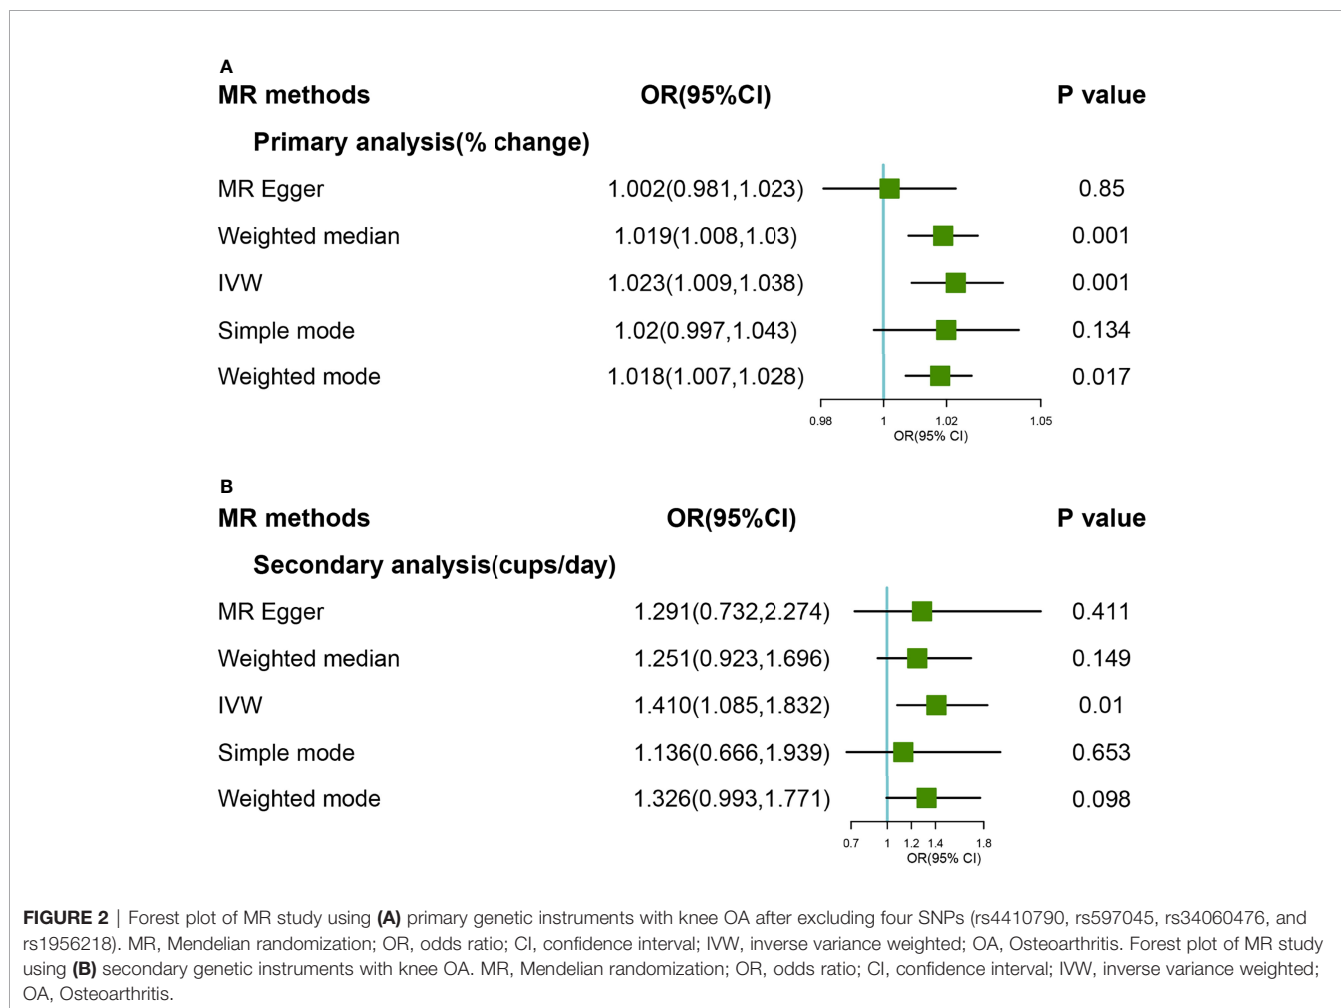 A
MR methods OR(95%CI) P value
Primary analysis(% change)
MR Egger 1.002(0.981,1.023) 0.85
Weighted median 1.019(1.008,1.03) 0.001
IVW 1.023(1.009,1.038) 0.001
Simple mode 1.02(0.997,1.043) 0.134
Weighted mode 1.018(1.007,1.028) 0.017
0.98 1 1.02 1.05
OR(95% CI)
B
MR methods OR(95%CI) P value
Secondary analysis(cups/day)
MR Egger 1.291(0.732,2.274) 0.411
Weighted median 1.251(0.923,1.696) 0.149
IVW 1.410(1.085,1.832) 0.01
Simple mode 1.136(0.666,1.939) 0.653
Weighted mode 1.326(0.993,1.771) 0.098
0.7 1 1.2 1.4 1.8
OR(95% CI)
FIGURE 2 | Forest plot of MR study using (A) primary genetic instruments with knee OA after excluding four SNPs (rs4410790, rs597045, rs34060476, and
rs1956218). MR, Mendelian randomization; OR, odds ratio; CI, confidence interval; IVW, inverse variance weighted; OA, Osteoarthritis. Forest plot of MR study
using (B) secondary genetic instruments with knee OA. MR, Mendelian randomization; OR, odds ratio; CI, confidence interval; IVW, inverse variance weighted;
OA, Osteoarthritis.